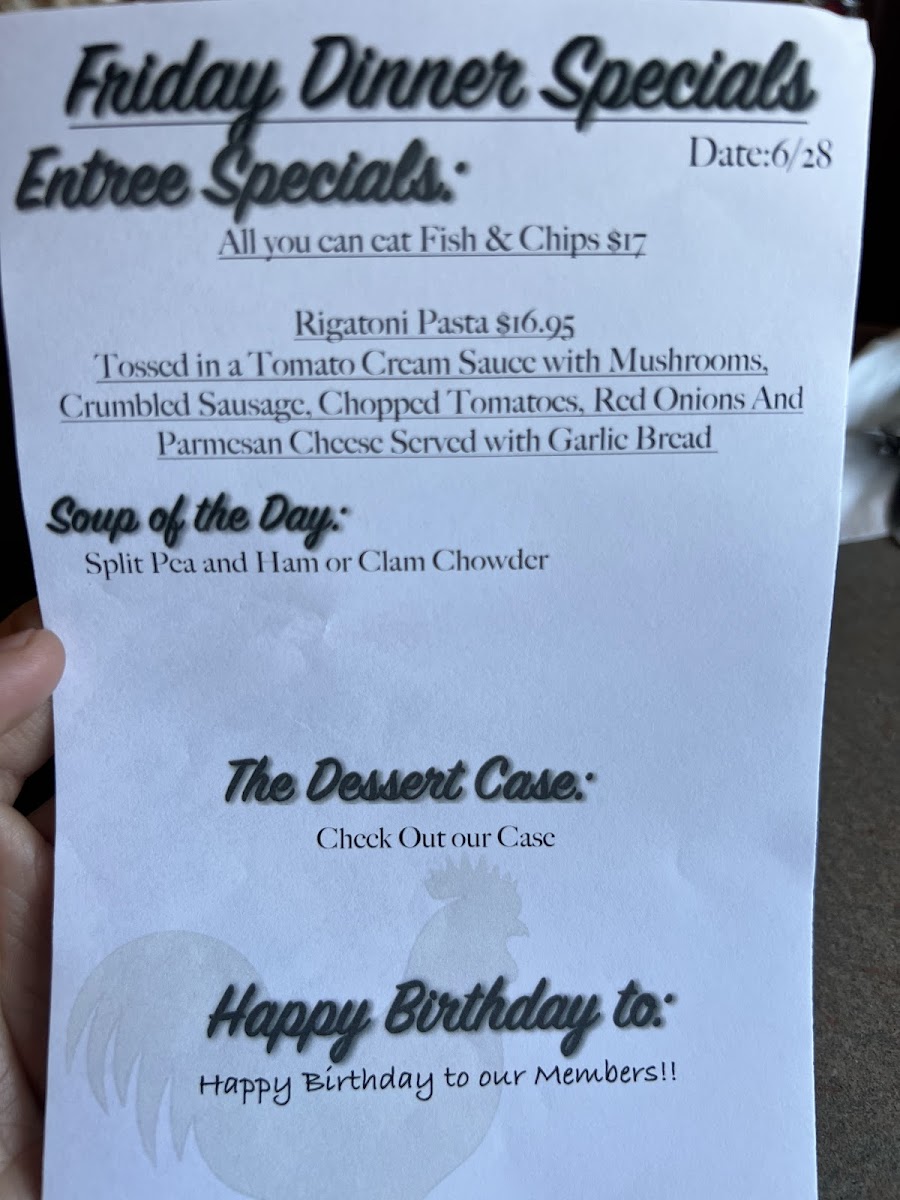 Friday Dinner Specials
Entree Specials:
Date:6/28
All you can eat Fish & Chips $17
Rigatoni Pasta $16.95
Tossed in a Tomato Cream Sauce with Mushrooms,
Crumbled Sausage, Chopped Tomatoes, Red Onions And
Parmesan Cheese Served with Garlic Bread
Soup of the Day:
Split Pea and Ham or Clam Chowder
The Dessert Case:
Check Out our Case
Happy Birthday to:
Happy Birthday to our Members!!